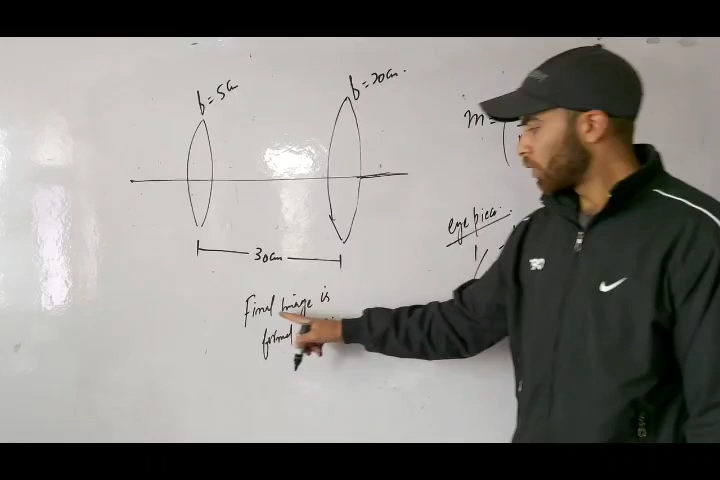 f = 5cm
f = 20cm.
m =
eye piece.
30cm
Final image is
formed